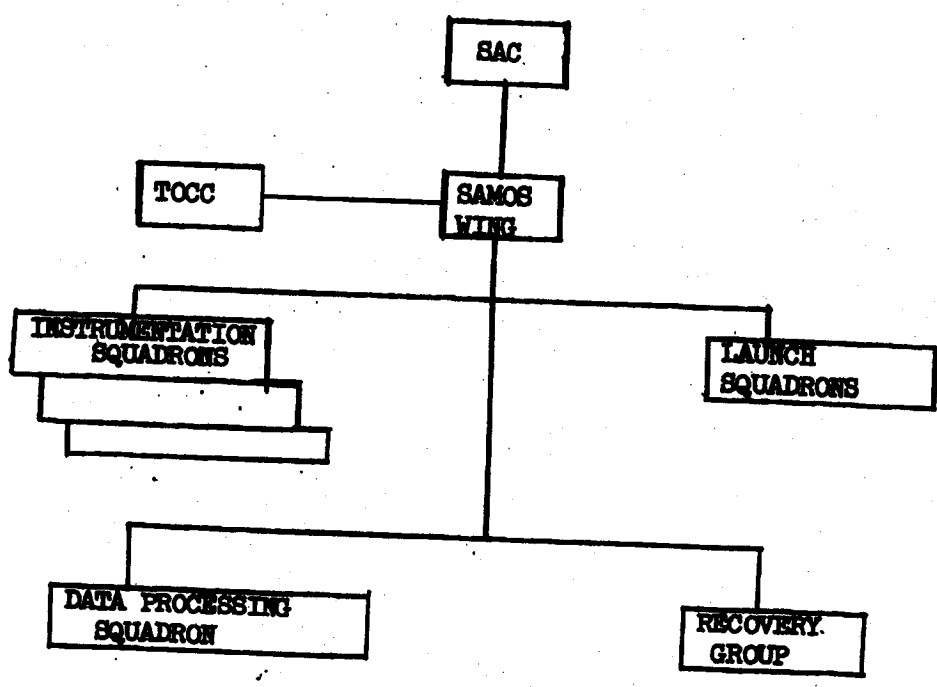 SAC
TOCC
SAMOS
WING
INSTRUMENTATION
SQUADRONS
LAUNCH
SQUADRONS
DATA PROCESSING
SQUADRON
RECOVERY
GROUP